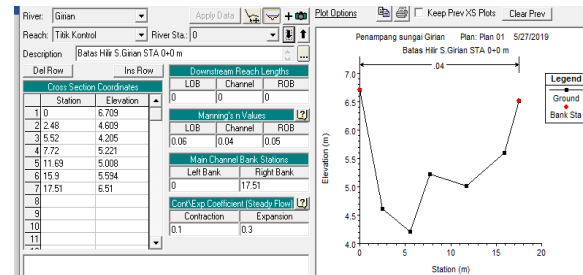 River: Girian Apply Data
Reach: Titik Kontrol River Sta.: 0
Description Batas Hilir S.Girian STA 0+0 m ...
Del Row Ins Row
Cross Section Coordinates
Station Elevation
1 0 6.709
2 2.48 4.609
3 5.52 4.205
4 7.72 5.221
5 11.69 5.008
6 15.9 5.594
7 17.51 6.51
8
9
10
11
Downstream Reach Lengths
LOB Channel ROB
0 0 0
Manning's n Values [?]
LOB Channel ROB
0.06 0.04 0.05
Main Channel Bank Stations
Left Bank Right Bank
0 17.51
Cont\Exp Coefficient (Steady Flow) [?]
Contraction Expansion
0.1 0.3
Plot Options Keep Prev XS Plots Clear Prev
Penampang sungai Girian Plan: Plan 01 5/27/2019
Batas Hilir S.Girian STA 0+0 m
.04
7.0
6.5
6.0
5.5
5.0
4.5
4.0
Elevation (m)
0 5 10 15 20
Station (m)
Legend
Ground
Bank Sta